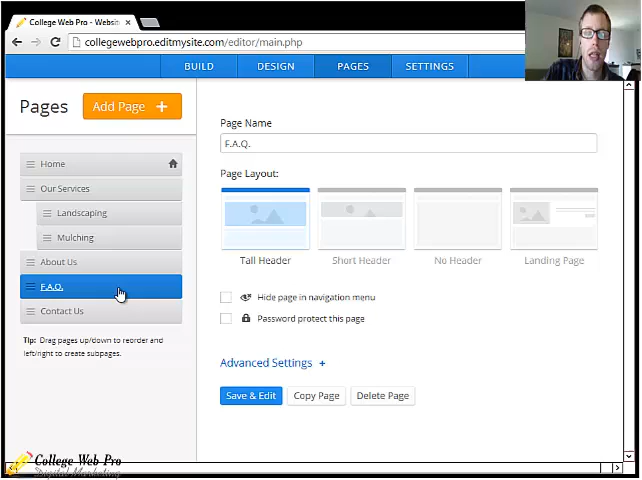 College Web Pro - Websit
collegewebpro.editmysite.com/editor/main.php
BUILD
DESIGN
PAGES
SETTINGS
Pages
Add Page +
Home
Our Services
Landscaping
Mulching
About Us
F.A.Q.
Contact Us
Tip: Drag pages up/down to reorder and
left/right to create subpages.
Page Name
F.A.Q.
Page Layout:
Tall Header
Short Header
No Header
Landing Page
Hide page in navigation menu
Password protect this page
Advanced Settings +
Save & Edit
Copy Page
Delete Page
College Web Pro
Digital Marketing